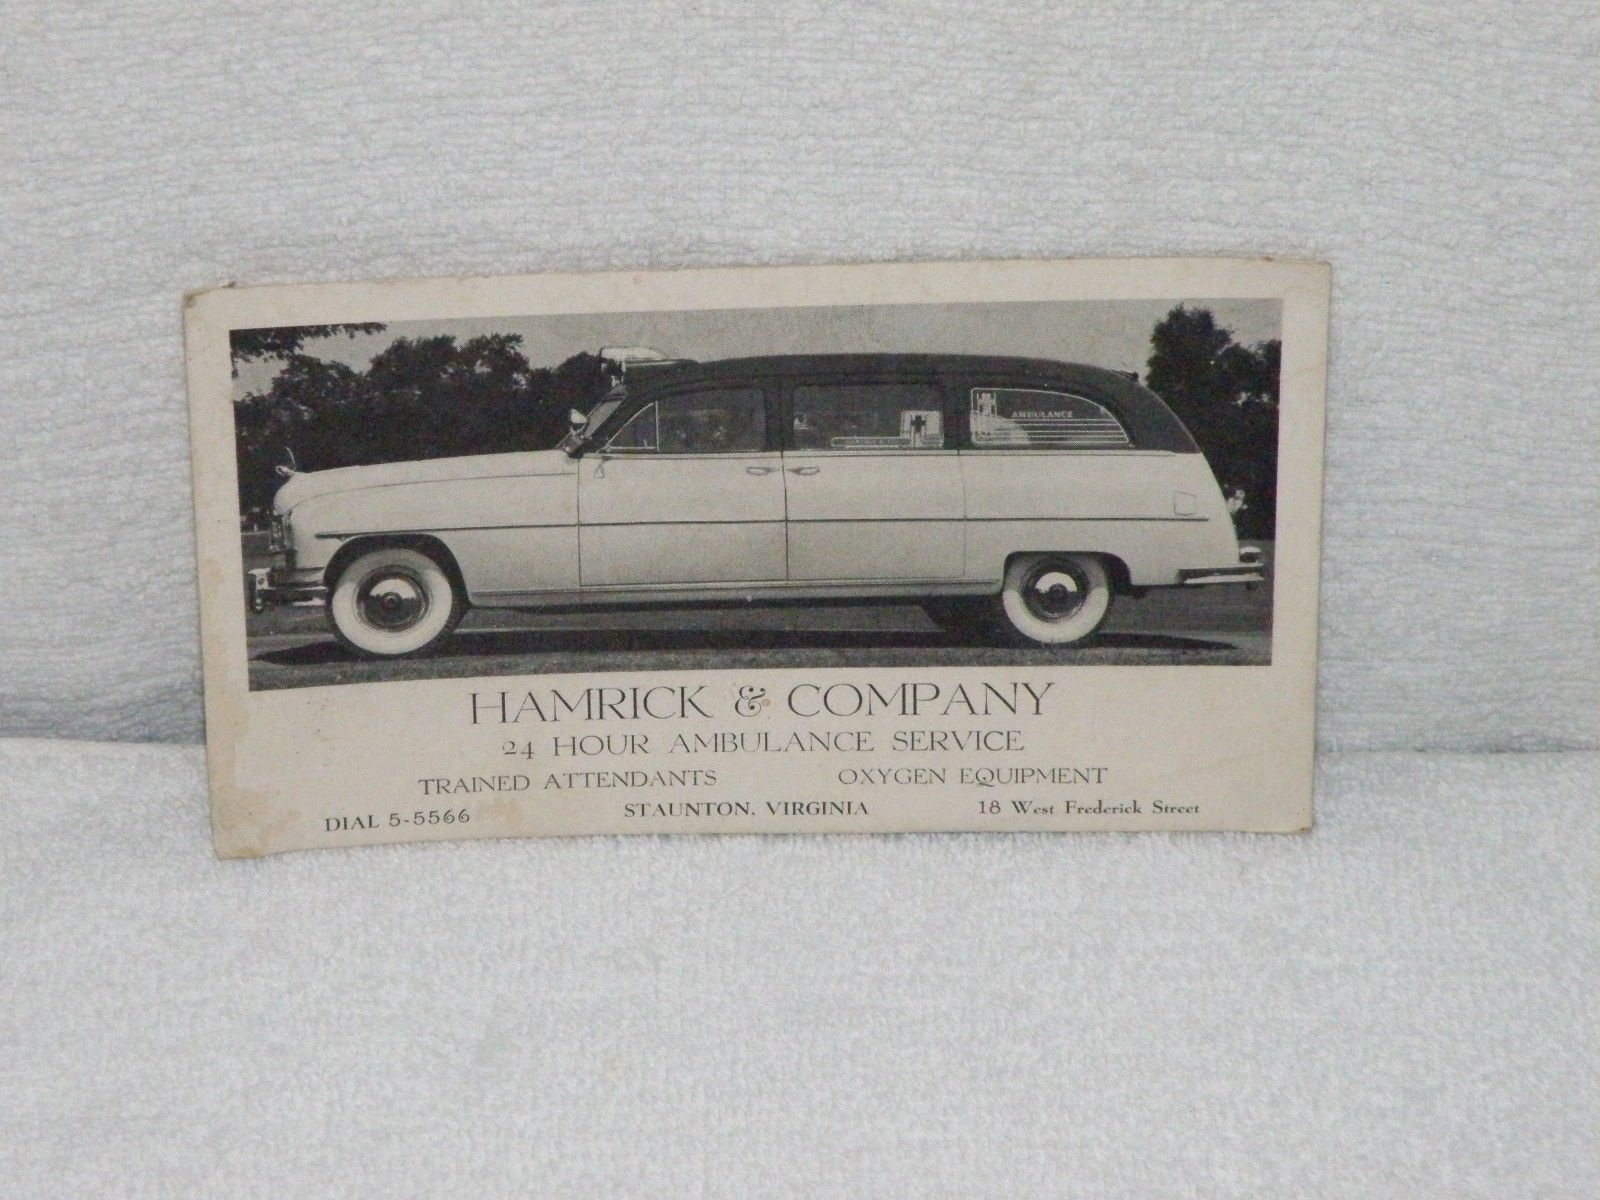 AMBULANCE
HAMRICK & COMPANY
24 HOUR AMBULANCE SERVICE
TRAINED ATTENDANTS OXYGEN EQUIPMENT
DIAL 5-5566 STAUNTON, VIRGINIA 18 West Frederick Street